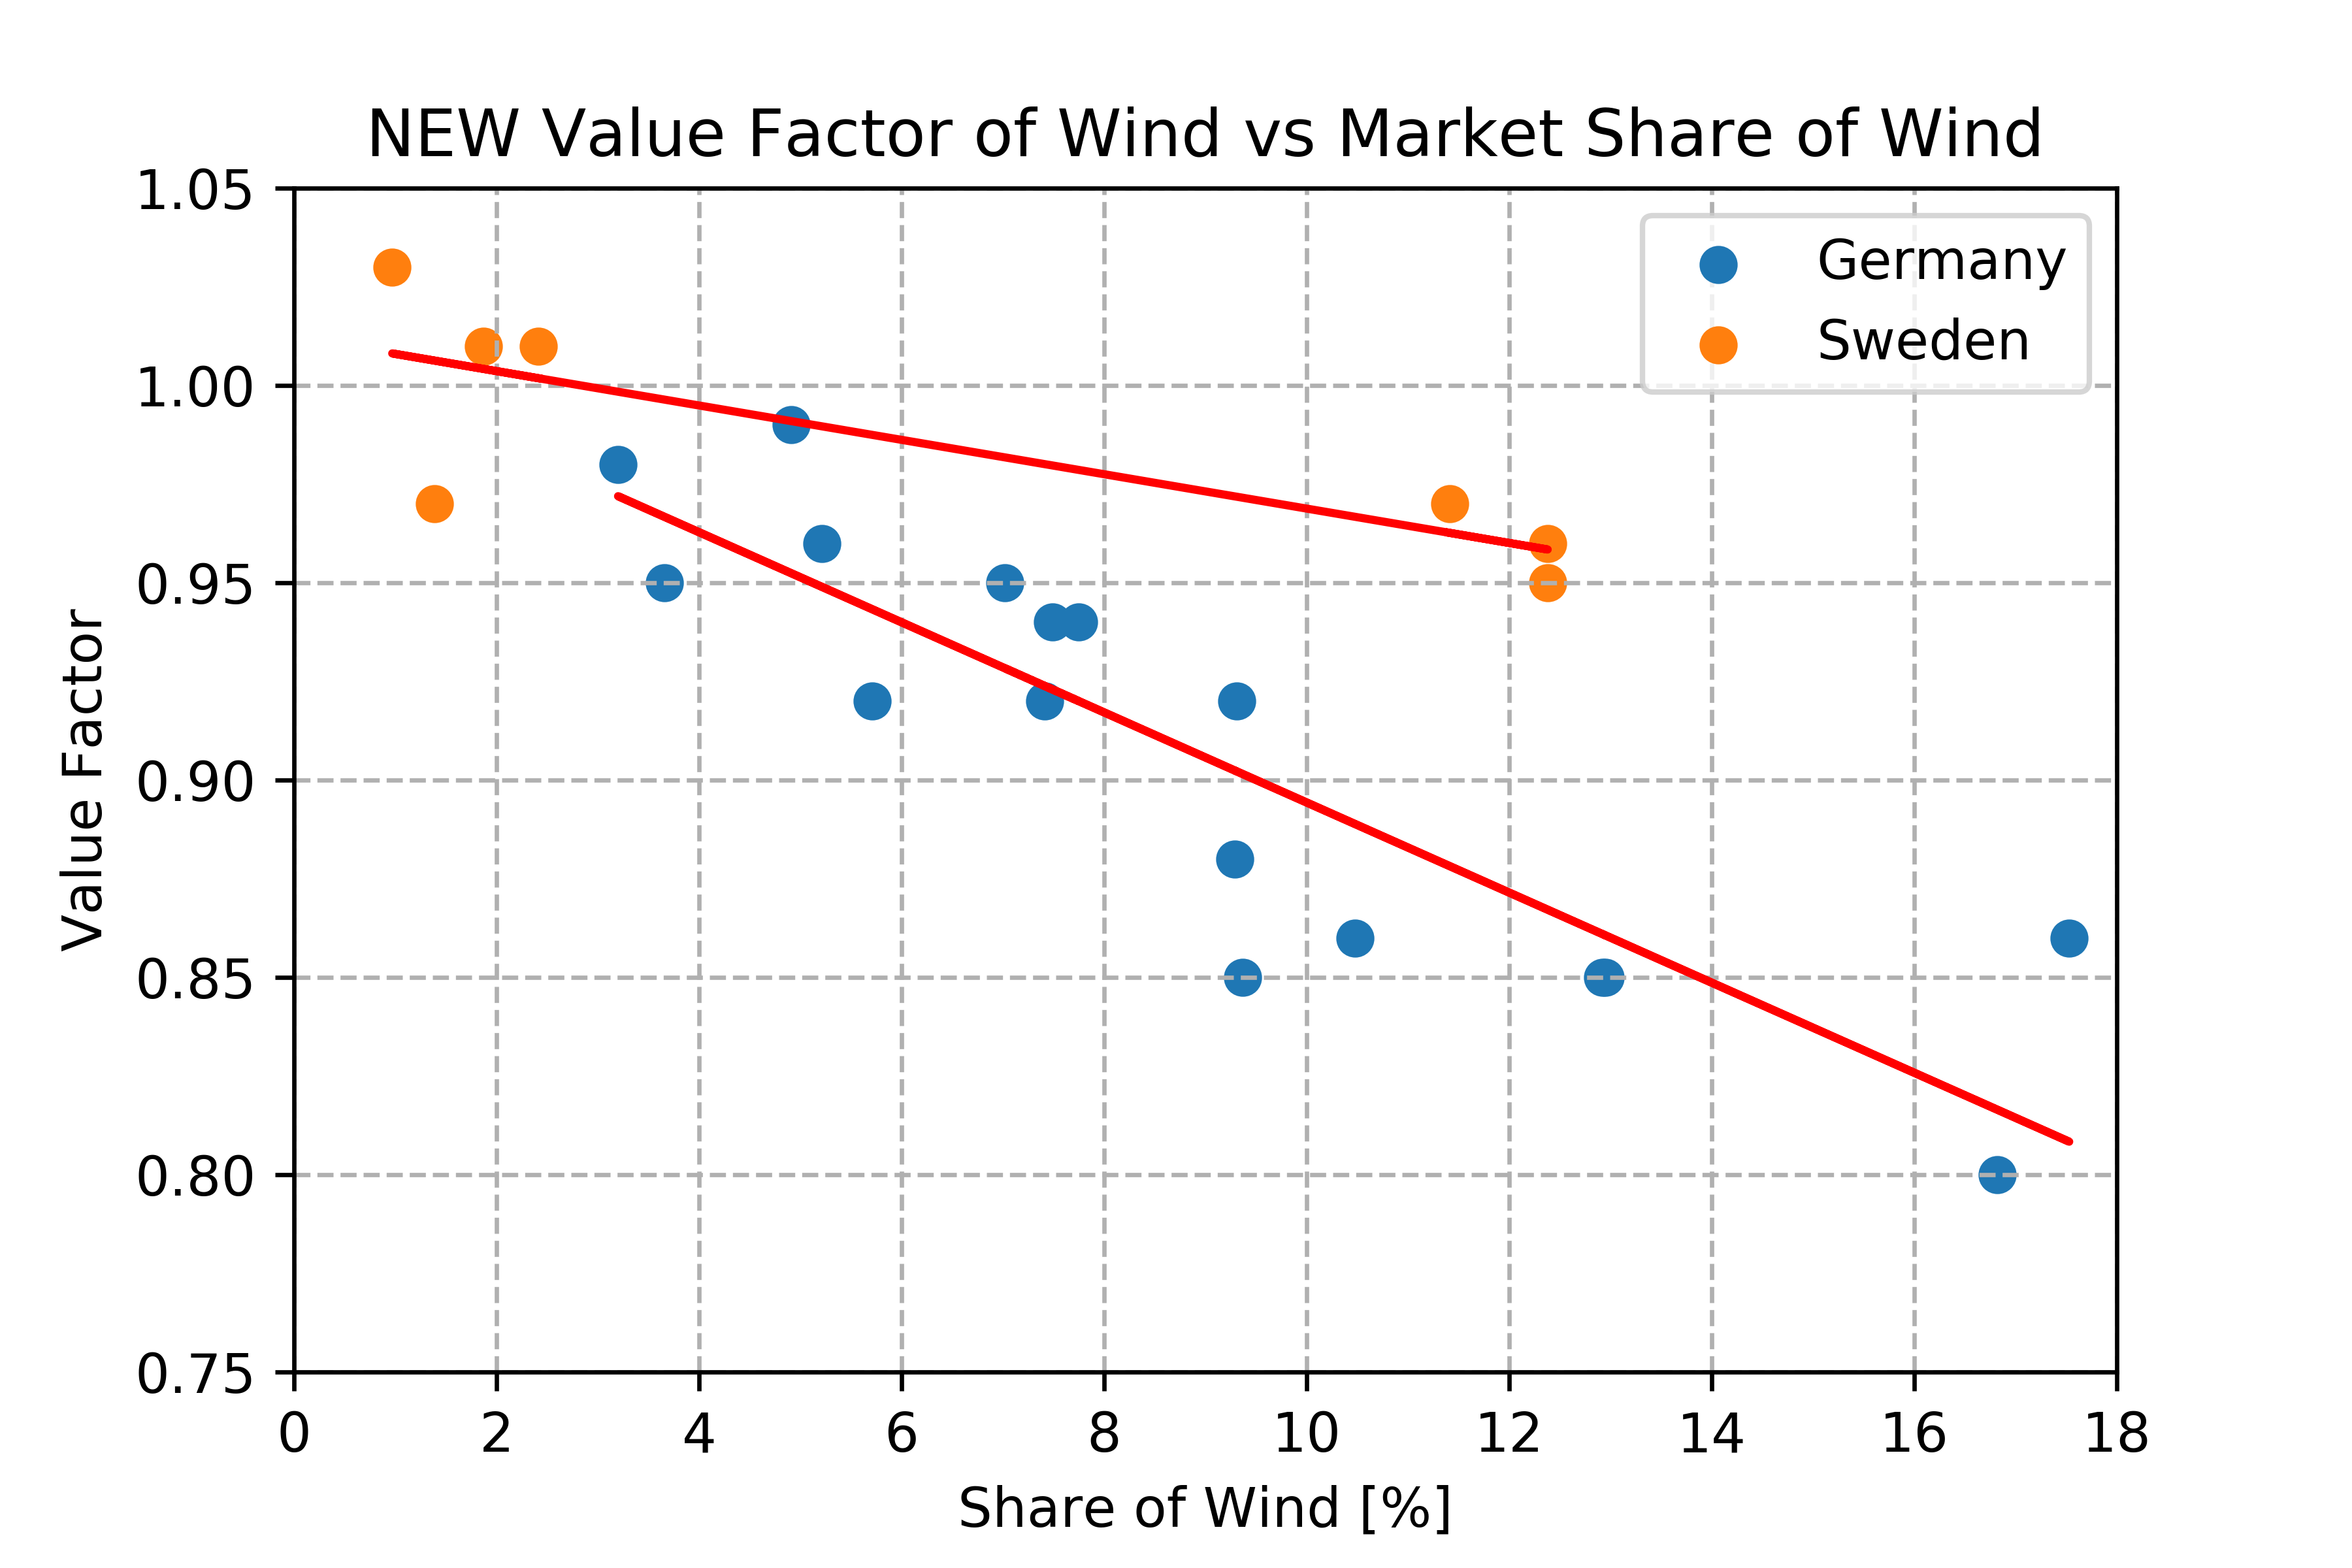 NEW Value Factor of Wind vs Market Share of Wind
1.05
1.00
0.95
0.90
0.85
0.80
0.75
Value Factor
Germany
Sweden
0 2 4 6 8 10 12 14 16 18
Share of Wind [%]